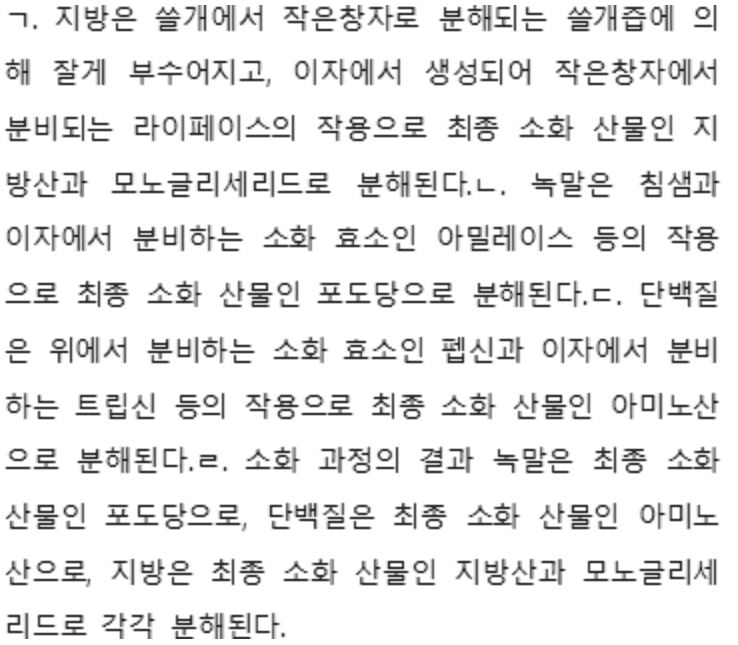 ㄱ. 지방은 쓸개에서 작은창자로 분해되는 쓸개즙에 의
해 잘게 부수어지고, 이자에서 생성되어 작은창자에서
분비되는 라이페이스의 작용으로 최종 소화 산물인 지
방산과 모노글리세리드로 분해된다.ㄴ. 녹말은 침샘과
이자에서 분비하는 소화 효소인 아밀레이스 등의 작용
으로 최종 소화 산물인 포도당으로 분해된다.ㄷ. 단백질
은 위에서 분비하는 소화 효소인 펩신과 이자에서 분비
하는 트립신 등의 작용으로 최종 소화 산물인 아미노산
으로 분해된다.ㄹ. 소화 과정의 결과 녹말은 최종 소화
산물인 포도당으로, 단백질은 최종 소화 산물인 아미노
산으로, 지방은 최종 소화 산물인 지방산과 모노글리세
리드로 각각 분해된다.